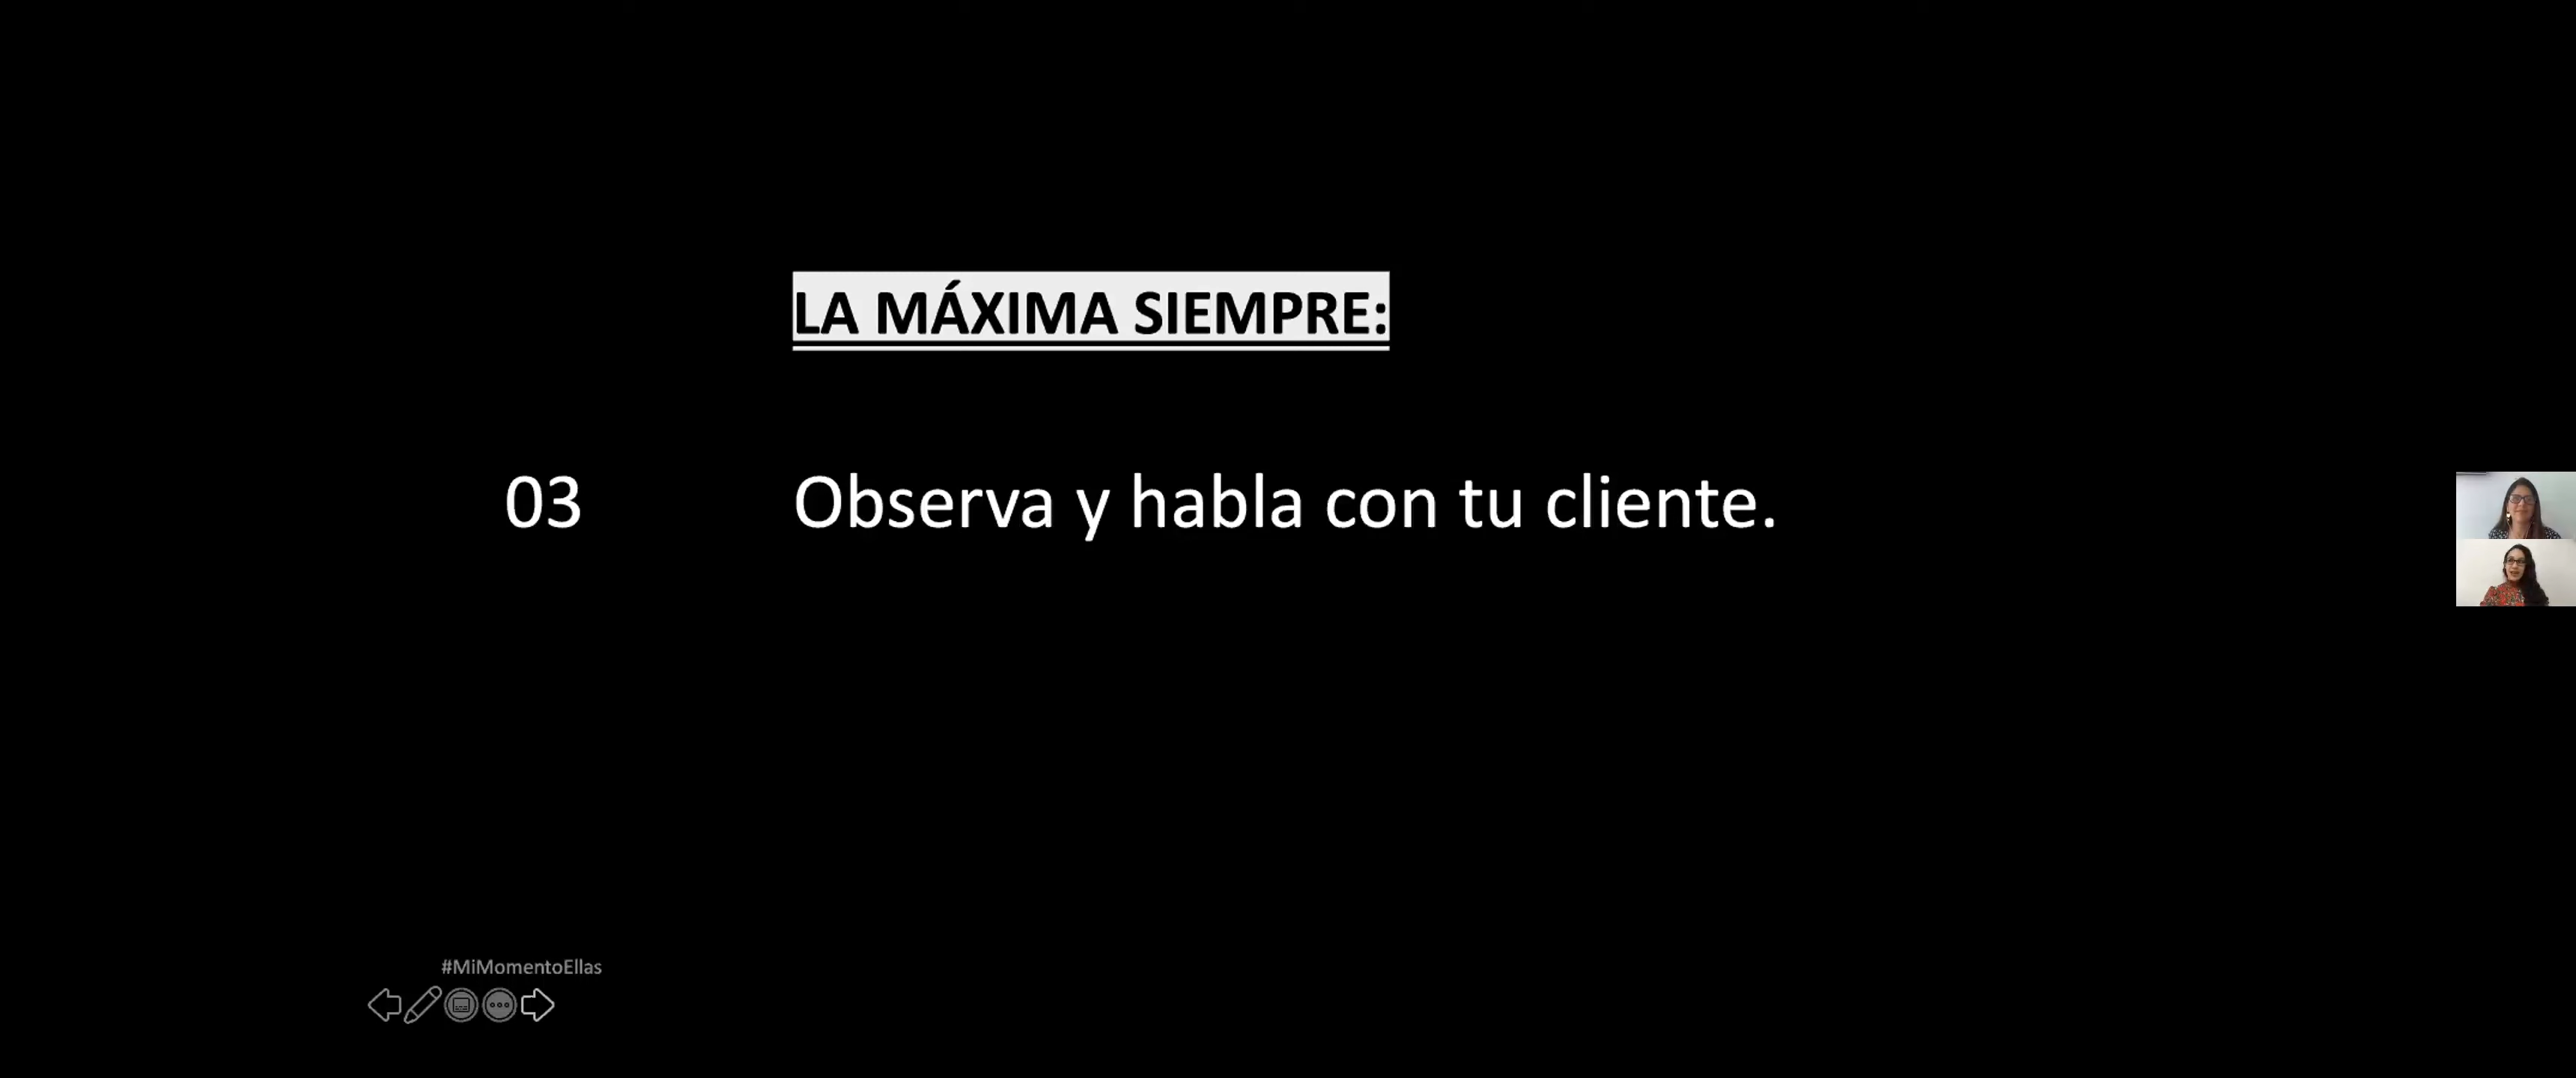 LA MÁXIMA SIEMPRE:
03 Observa y habla con tu cliente.
#MiMomentoEllas